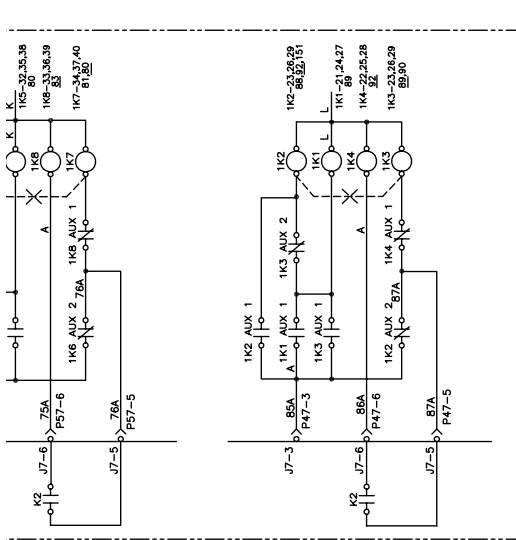 1K5-32,35,38
80
1K8-33,36,39
83
1K7-34,37,40
81,80
K
K
1K8
1K7
A
1K8 AUX 1
76A
1K6 AUX 2
75A
P57-6
76A
P57-5
J7-6
J7-5
K2
1K2-23,26,29
88,92,151
1K1-21,24,27
89
1K4-22,25,28
92
1K3-23,26,29
89,90
L
L
1K2
1K1
1K4
1K3
1K3 AUX 2
A
1K4 AUX 1
87A
1K2 AUX 1
1K1 AUX 1
1K3 AUX 1
1K2 AUX 2
A
85A
P47-3
86A
P47-6
87A
P47-5
J7-3
J7-6
J7-5
K2